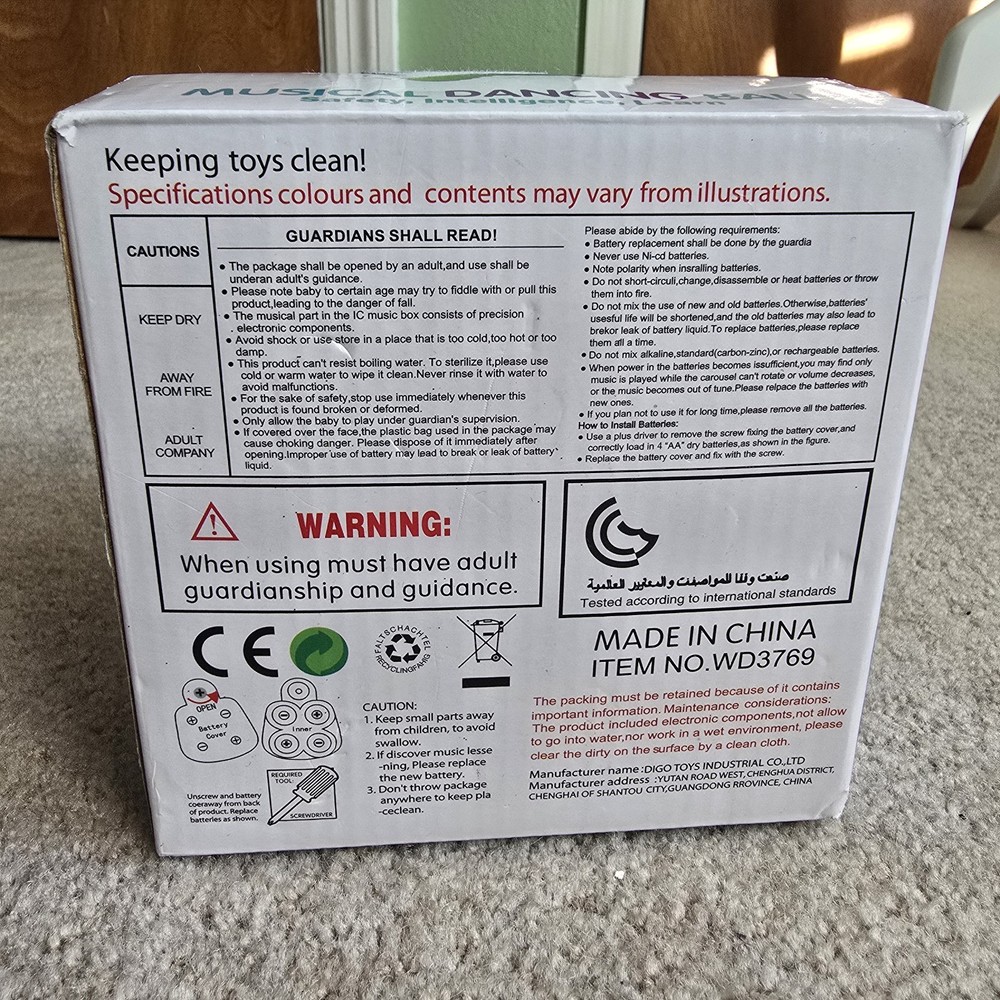 MUSICAL DANCING
Safety, Intelligence, Learn
Keeping toys clean!
Specifications colours and contents may vary from illustrations.
CAUTIONS
KEEP DRY
AWAY
FROM FIRE
ADULT
COMPANY
GUARDIANS SHALL READ!
• The package shall be opened by an adult,and use shall be
underan adult's guidance.
• Please note baby to certain age may try to fiddle with or pull this
product,leading to the danger of fall.
• The musical part in the IC music box consists of precision
. electronic components.
• Avoid shock or use store in a place that is too cold,too hot or too
damp.
• This product can't resist boiling water. To sterilize it,please use
cold or warm water to wipe it clean.Never rinse it with water to
avoid malfunctions.
• For the sake of safety,stop use immediately whenever this
product is found broken or deformed.
• Only allow the baby to play under guardian's supervision.
• If covered over the face,the plastic bag used in the package may
cause choking danger. Please dispose of it immediately after
opening.Improper use of battery may lead to break or leak of battery
liquid.
Please abide by the following requirements:
• Battery replacement shall be done by the guardia
• Never use Ni-cd batteries.
• Note polarity when insralling batteries.
• Do not short-circuli,change,disassemble or heat batteries or throw
them into fire.
• Do not mix the use of new and old batteries.Otherwise,batteries'
usesful life will be shortened,and the old batteries may also lead to
brekor leak of battery liquid.To replace batteries,please replace
them all a time.
• Do not mix alkaline,standard(carbon-zinc),or rechargeable batteries.
• When power in the batteries becomes issufficient,you may find only
music is played while the carousel can't rotate or volume decreases,
or the music becomes out of tune.Please relpace the batteries with
new ones.
• If you plan not to use it for long time,please remove all the batteries.
How to Install Batteries:
• Use a plus driver to remove the screw fixing the battery cover,and
correctly load in 4 "AA" dry batteries,as shown in the figure.
• Replace the battery cover and fix with the screw.
WARNING:
When using must have adult
guardianship and guidance.
صنعت وفقا للمواصفت والمعايير العالمية
Tested according to international standards
CE
FALTSCHACHTEL
RECYCLINGFÄHIG
MADE IN CHINA
ITEM NO.WD3769
OPEN
Battery
Cover
Inner
Unscrew and battery
coeraway from back
of product. Replace
batteries as shown.
REQUIRED
TOOL:
SCREWDRIVER
CAUTION:
1. Keep small parts away
from children, to avoid
swallow.
2. If discover music lesse
-ning, Please replace
the new battery.
3. Don't throw package
anywhere to keep pla
-ceclean.
The packing must be retained because of it contains
important information. Maintenance considerations:
The product included electronic components,not allow
to go into water,nor work in a wet environment, please
clear the dirty on the surface by a clean cloth.
Manufacturer name :DIGO TOYS INDUSTRIAL CO.,LTD
Manufacturer address :YUTAN ROAD WEST, CHENGHUA DISTRICT,
CHENGHAI OF SHANTOU CITY,GUANGDONG RROVINCE, CHINA